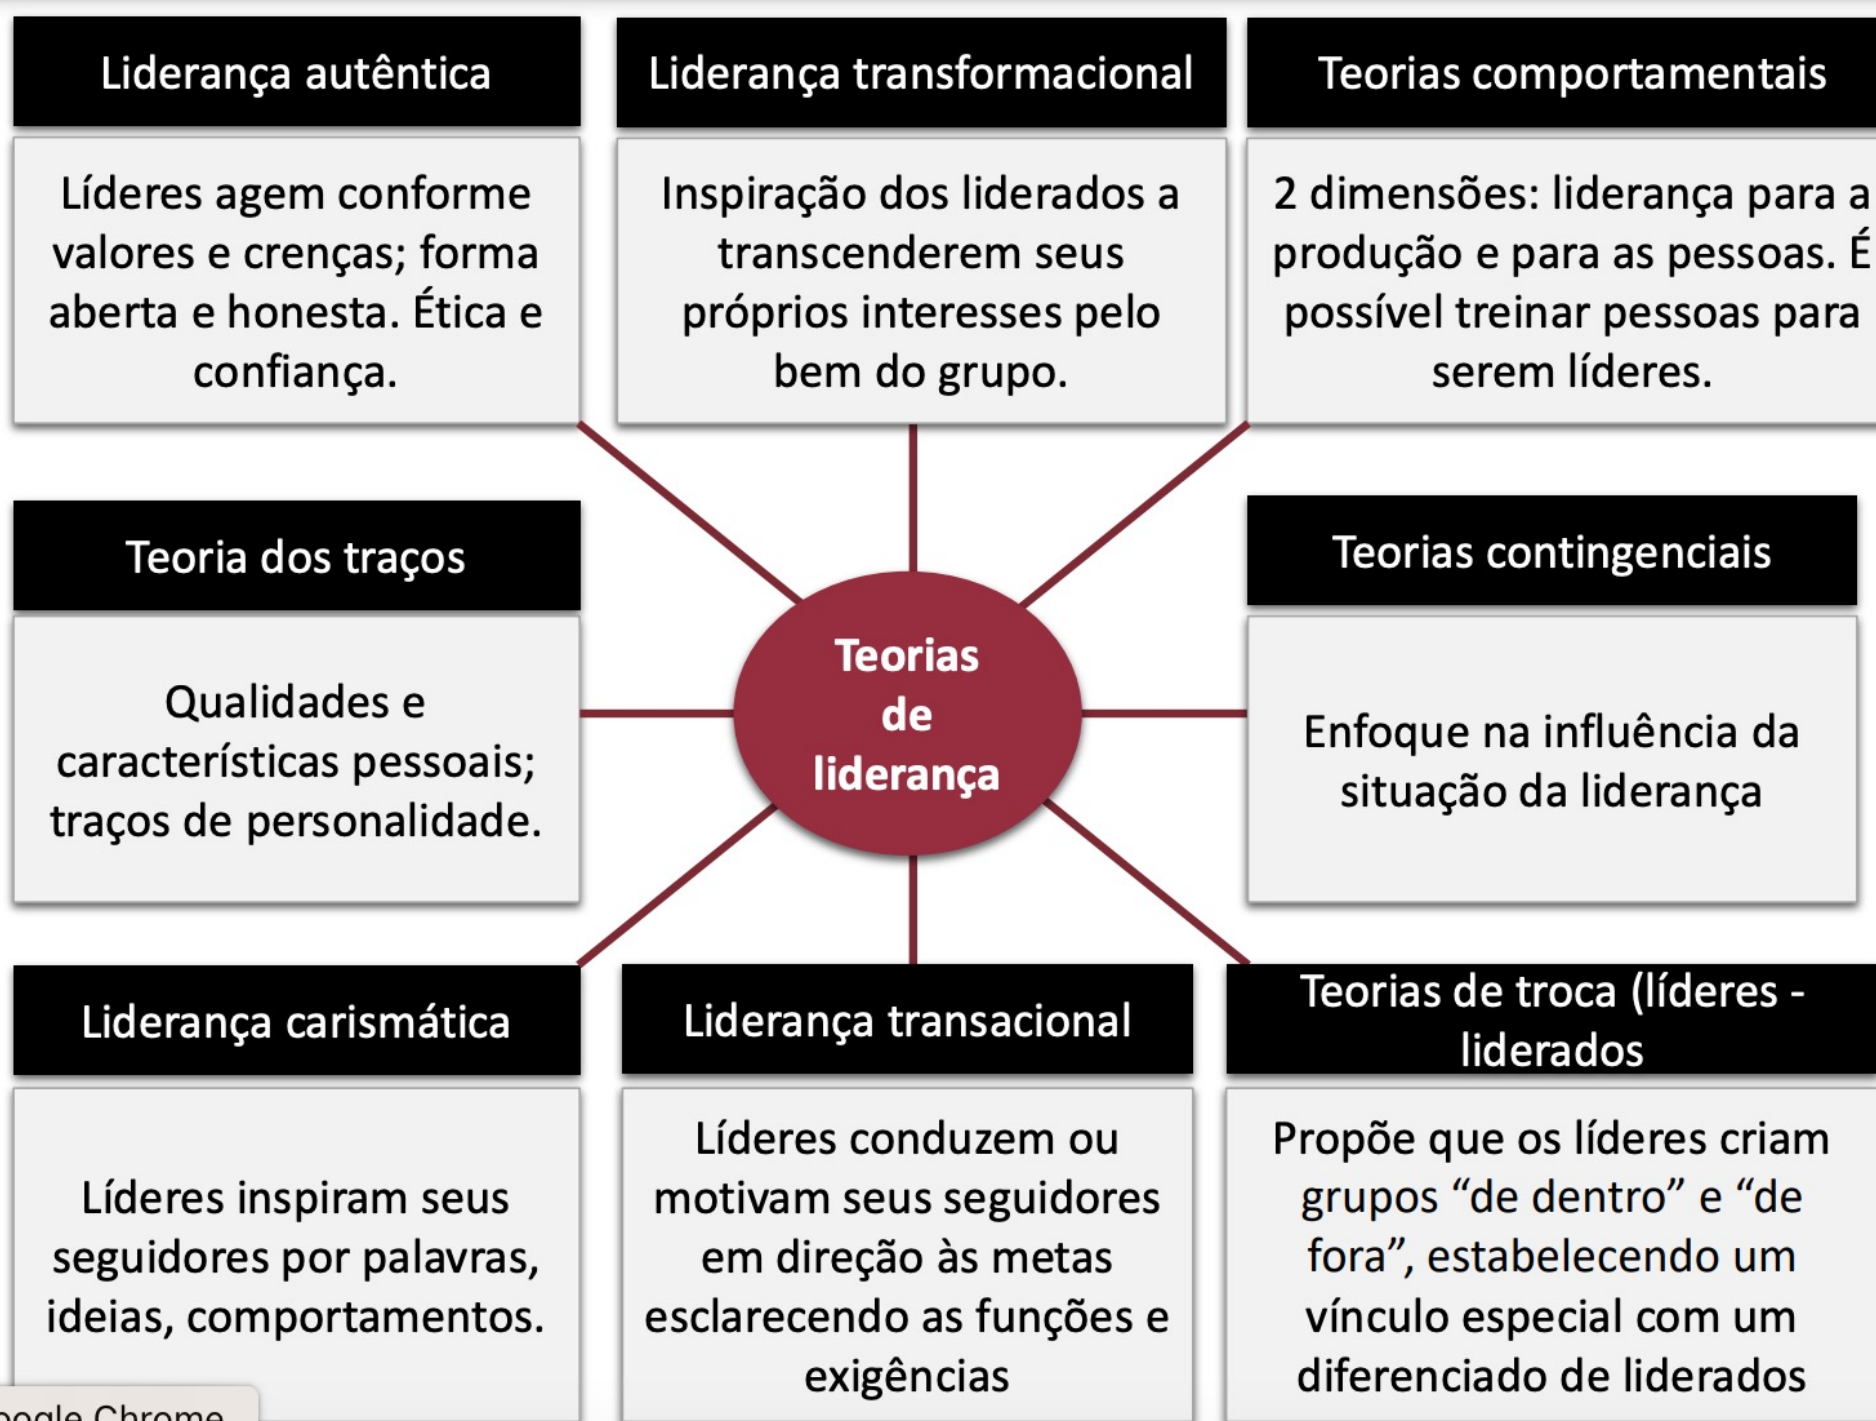 Liderança autêntica
Líderes agem conforme
valores e crenças; forma
aberta e honesta. Ética e
confiança.
Liderança transformacional
Inspiração dos liderados a
transcenderem seus
próprios interesses pelo
bem do grupo.
Teorias comportamentais
2 dimensões: liderança para a
produção e para as pessoas. É
possível treinar pessoas para
serem líderes.
Teoria dos traços
Qualidades e
características pessoais;
traços de personalidade.
Teorias
de
liderança
Teorias contingenciais
Enfoque na influência da
situação da liderança
Liderança carismática
Líderes inspiram seus
seguidores por palavras,
ideias, comportamentos.
Liderança transacional
Líderes conduzem ou
motivam seus seguidores
em direção às metas
esclarecendo as funções e
exigências
Teorias de troca (líderes -
liderados
Propõe que os líderes criam
grupos “de dentro” e “de
fora”, estabelecendo um
vínculo especial com um
diferenciado de liderados
Chrome